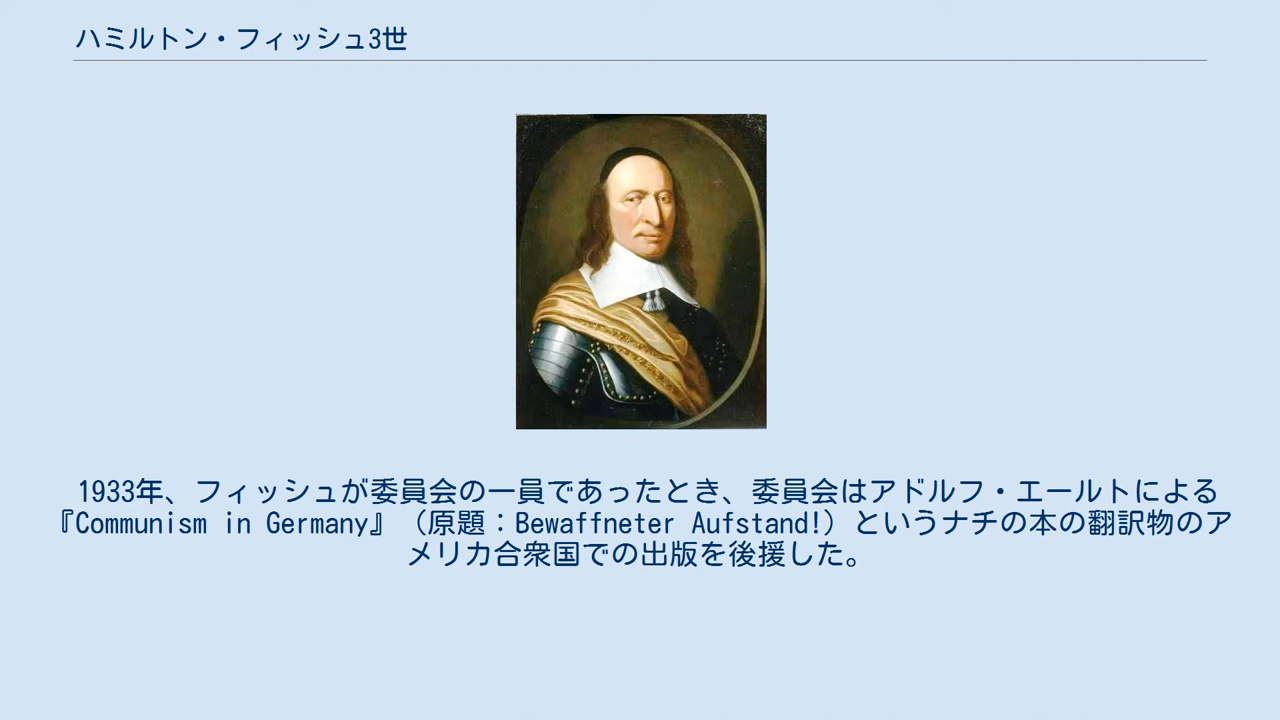 ハミルトン・フィッシュ3世
1933年、フィッシュが委員会の一員であったとき、委員会はアドルフ・エールトによる
『Communism in Germany』（原題：Bewaffneter Aufstand!）というナチの本の翻訳物のア
メリカ合衆国での出版を後援した。